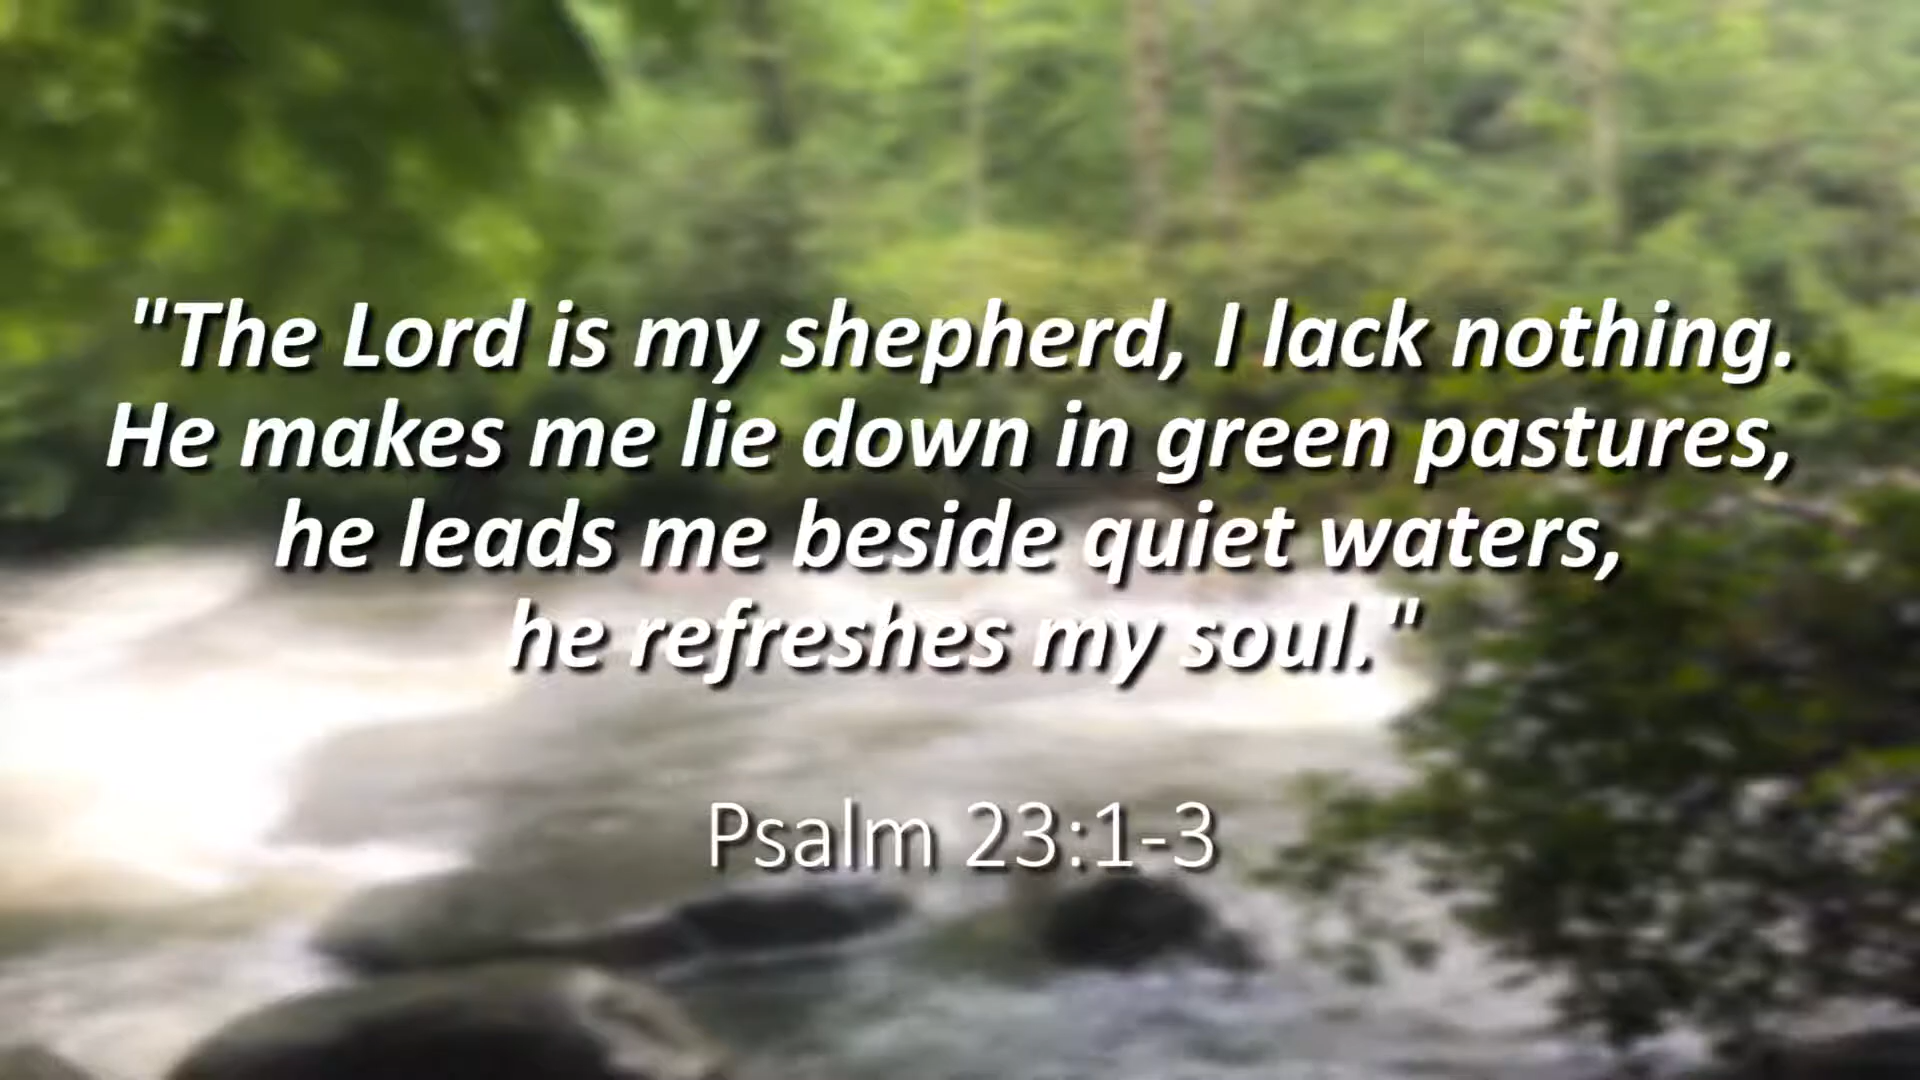 "The Lord is my shepherd, I lack nothing.
He makes me lie down in green pastures,
he leads me beside quiet waters,
he refreshes my soul."
Psalm 23:1-3